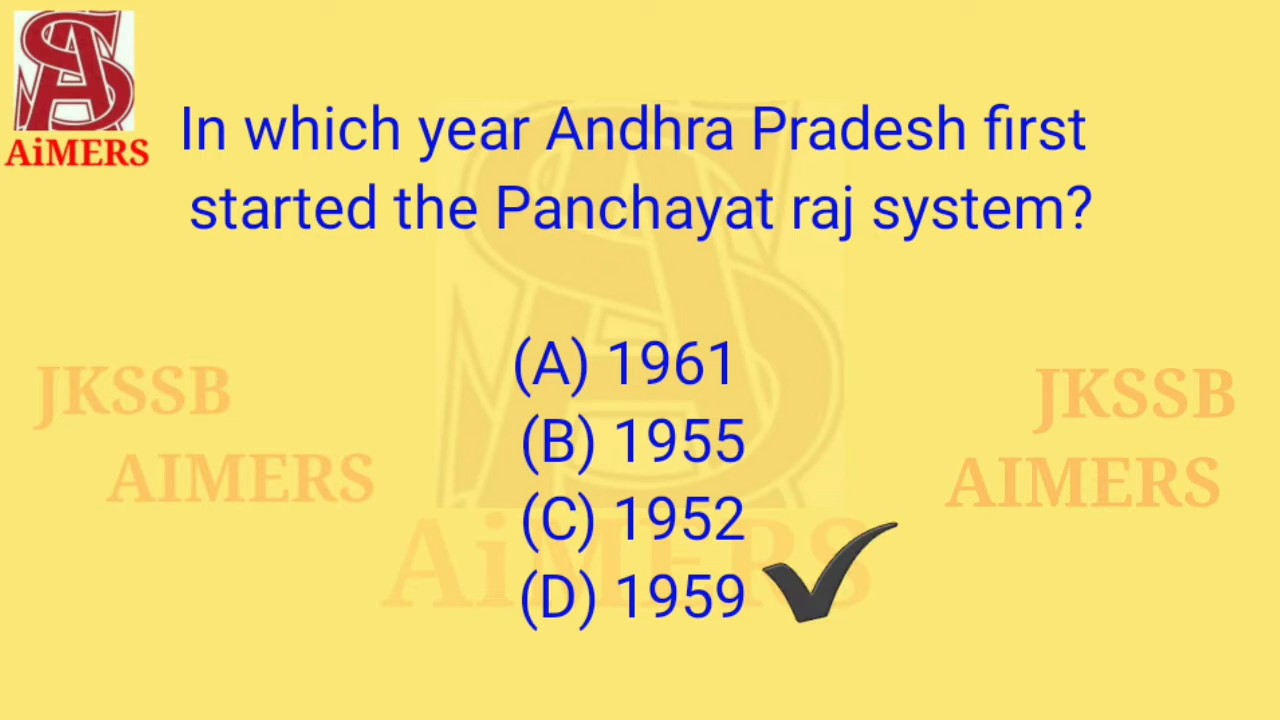 AiMERS
In which year Andhra Pradesh first
started the Panchayat raj system?
(A) 1961
(B) 1955
(C) 1952
(D) 1959
JKSSB
AIMERS
JKSSB
AIMERS
AiMERS